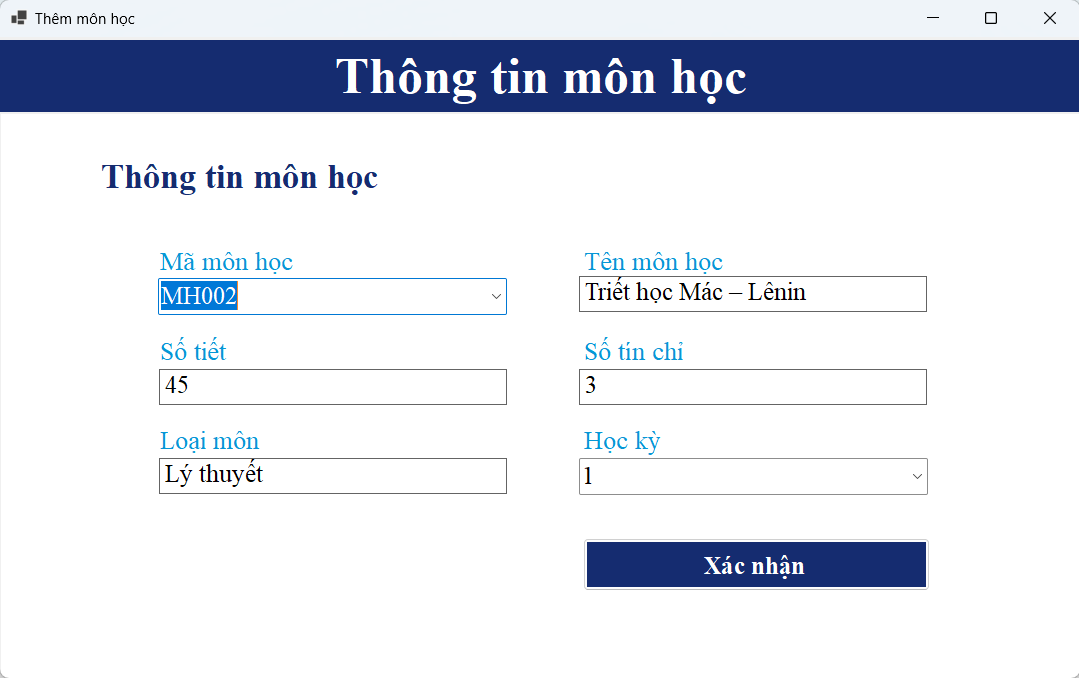 Thêm môn học
Thông tin môn học
Thông tin môn học
Mã môn học
Tên môn học
MH002
Triết học Mác – Lênin
Số tiết
Số tín chỉ
45
3
Loại môn
Học kỳ
Lý thuyết
1
Xác nhận